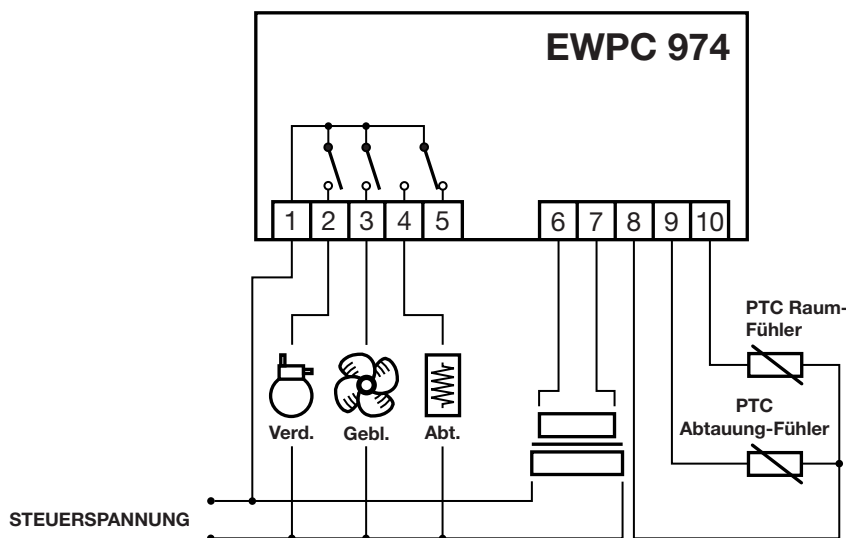 EWPC 974
1 2 3 4 5 6 7 8 9 10
PTC Raum-
Fühler
Verd. Gebl. Abt.
PTC
Abtauung-Fühler
STEUERSPANNUNG